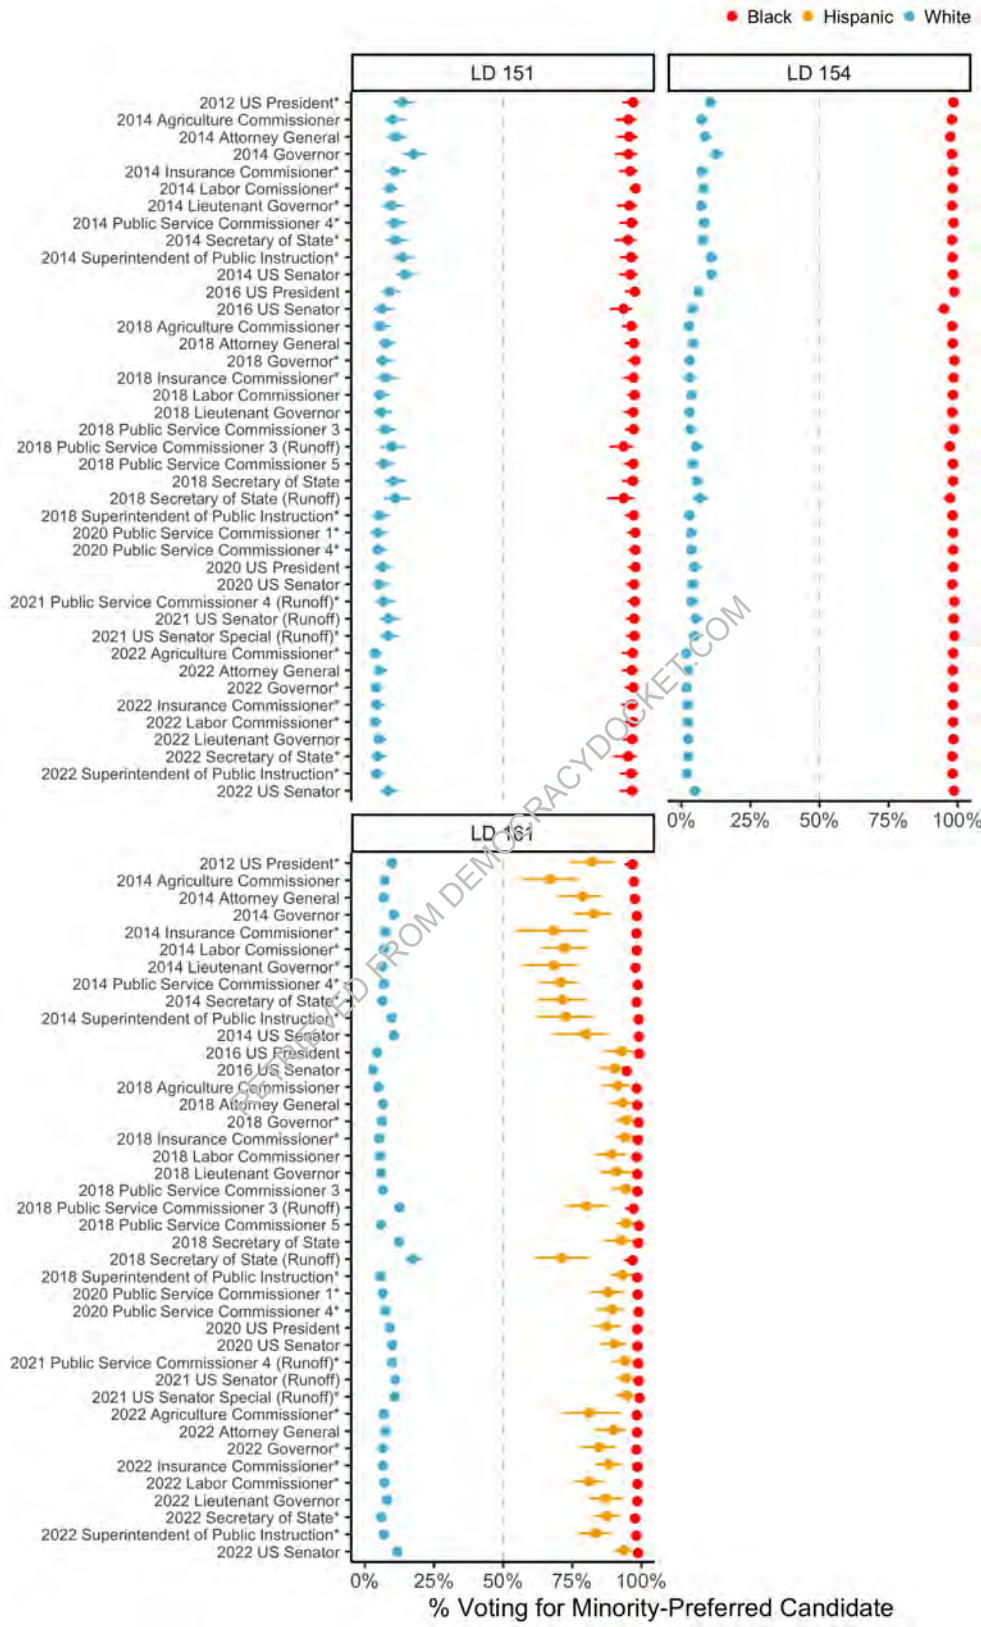 Black Hispanic White
LD 151 LD 154
2012 US President*
2014 Agriculture Commissioner
2014 Attorney General
2014 Governor
2014 Insurance Commisioner*
2014 Labor Comissioner*
2014 Lieutenant Governor*
2014 Public Service Commissioner 4*
2014 Secretary of State*
2014 Superintendent of Public Instruction*
2014 US Senator
2016 US President
2016 US Senator
2018 Agriculture Commissioner
2018 Attorney General
2018 Governor*
2018 Insurance Commissioner*
2018 Labor Commissioner
2018 Lieutenant Governor
2018 Public Service Commissioner 3
2018 Public Service Commissioner 3 (Runoff)
2018 Public Service Commissioner 5
2018 Secretary of State
2018 Secretary of State (Runoff)
2018 Superintendent of Public Instruction*
2020 Public Service Commissioner 1*
2020 Public Service Commissioner 4*
2020 US President
2020 US Senator
2021 Public Service Commissioner 4 (Runoff)*
2021 US Senator (Runoff)
2021 US Senator Special (Runoff)*
2022 Agriculture Commissioner*
2022 Attorney General
2022 Governor*
2022 Insurance Commissioner*
2022 Labor Commissioner*
2022 Lieutenant Governor
2022 Secretary of State*
2022 Superintendent of Public Instruction*
2022 US Senator
0% 25% 50% 75% 100%
LD 161
2012 US President*
2014 Agriculture Commissioner
2014 Attorney General
2014 Governor
2014 Insurance Commisioner*
2014 Labor Comissioner*
2014 Lieutenant Governor*
2014 Public Service Commissioner 4*
2014 Secretary of State*
2014 Superintendent of Public Instruction*
2014 US Senator
2016 US President
2016 US Senator
2018 Agriculture Commissioner
2018 Attorney General
2018 Governor*
2018 Insurance Commissioner*
2018 Labor Commissioner
2018 Lieutenant Governor
2018 Public Service Commissioner 3
2018 Public Service Commissioner 3 (Runoff)
2018 Public Service Commissioner 5
2018 Secretary of State
2018 Secretary of State (Runoff)
2018 Superintendent of Public Instruction*
2020 Public Service Commissioner 1*
2020 Public Service Commissioner 4*
2020 US President
2020 US Senator
2021 Public Service Commissioner 4 (Runoff)*
2021 US Senator (Runoff)
2021 US Senator Special (Runoff)*
2022 Agriculture Commissioner*
2022 Attorney General
2022 Governor*
2022 Insurance Commissioner*
2022 Labor Commissioner*
2022 Lieutenant Governor
2022 Secretary of State*
2022 Superintendent of Public Instruction*
2022 US Senator
0% 25% 50% 75% 100%
% Voting for Minority-Preferred Candidate
RETRIEVED FROM DEMOCRACYDOCKET.COM